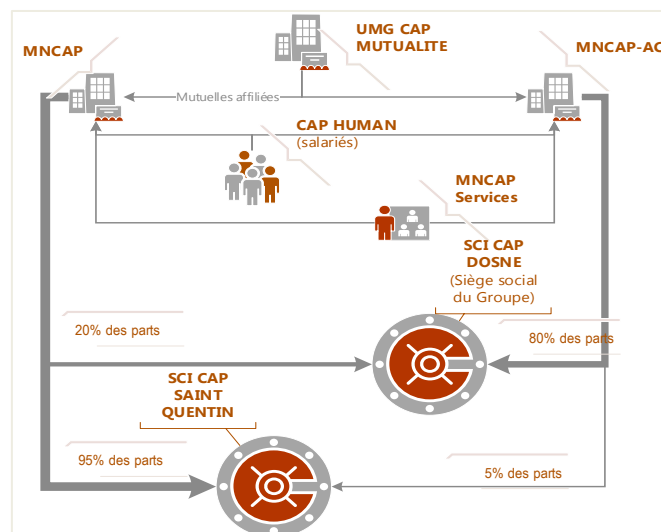 UMG CAP
MUTUALITE
MNCAP
MNCAP-AC
Mutuelles affiliées
CAP HUMAN
(salariés)
MNCAP
Services
SCI CAP
DOSNE
(Siège social
du Groupe)
20% des parts
80% des parts
SCI CAP
SAINT
QUENTIN
95% des parts
5% des parts